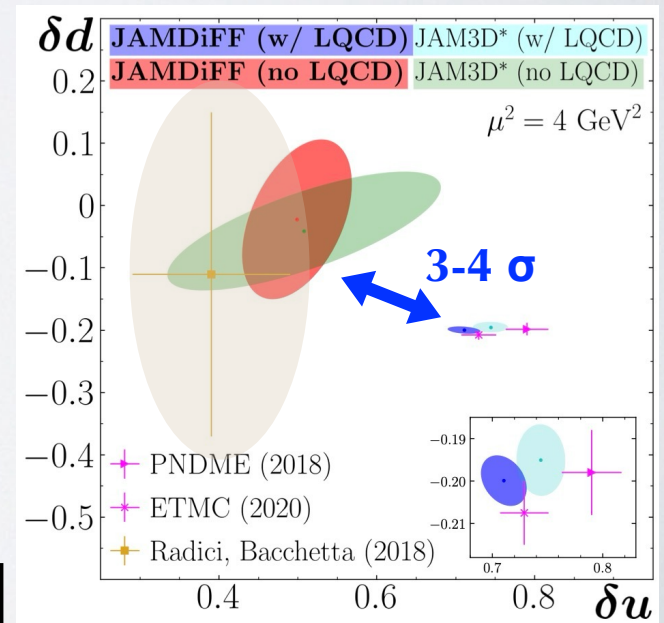 δd
JAMDiFF (w/ LQCD) JAM3D* (w/ LQCD)
JAMDiFF (no LQCD) JAM3D* (no LQCD)
μ² = 4 GeV²
0.2
0.1
0
−0.1
−0.2
−0.3
−0.4
−0.5
3-4 σ
PNDME (2018)
ETMC (2020)
Radici, Bacchetta (2018)
−0.19
−0.20
−0.21
0.7 0.8
0.4 0.6 0.8 δu